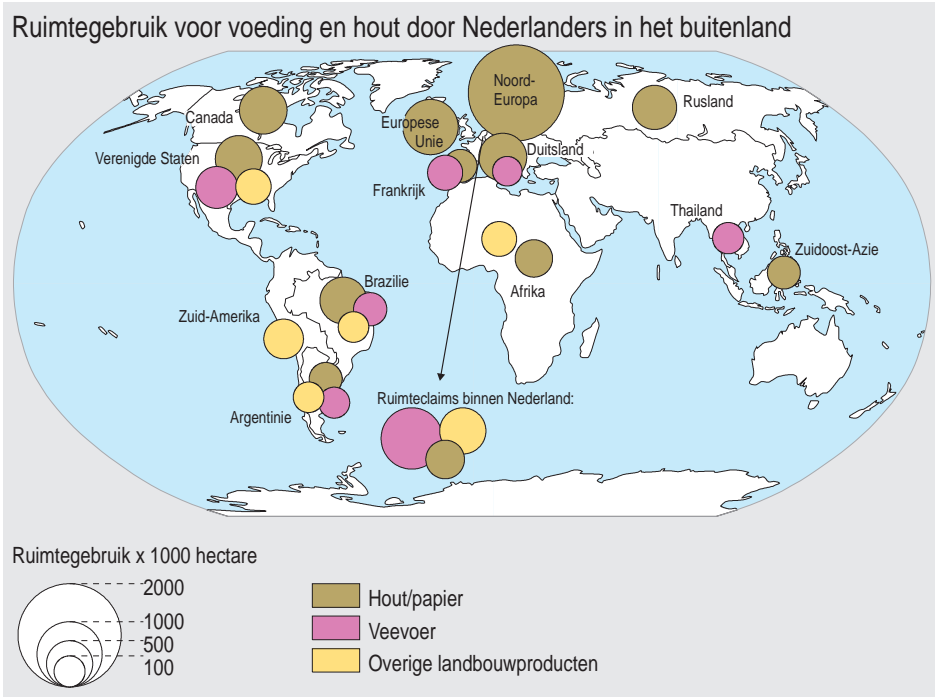 Ruimtegebruik voor voeding en hout door Nederlanders in het buitenland
Noord-
Europa
Rusland
Canada
Europese
Unie
Duitsland
Verenigde Staten
Frankrijk
Thailand
Zuidoost-Azie
Brazilie
Afrika
Zuid-Amerika
Argentinie
Ruimteclaims binnen Nederland:
Ruimtegebruik x 1000 hectare
2000
1000
500
100
Hout/papier
Veevoer
Overige landbouwproducten